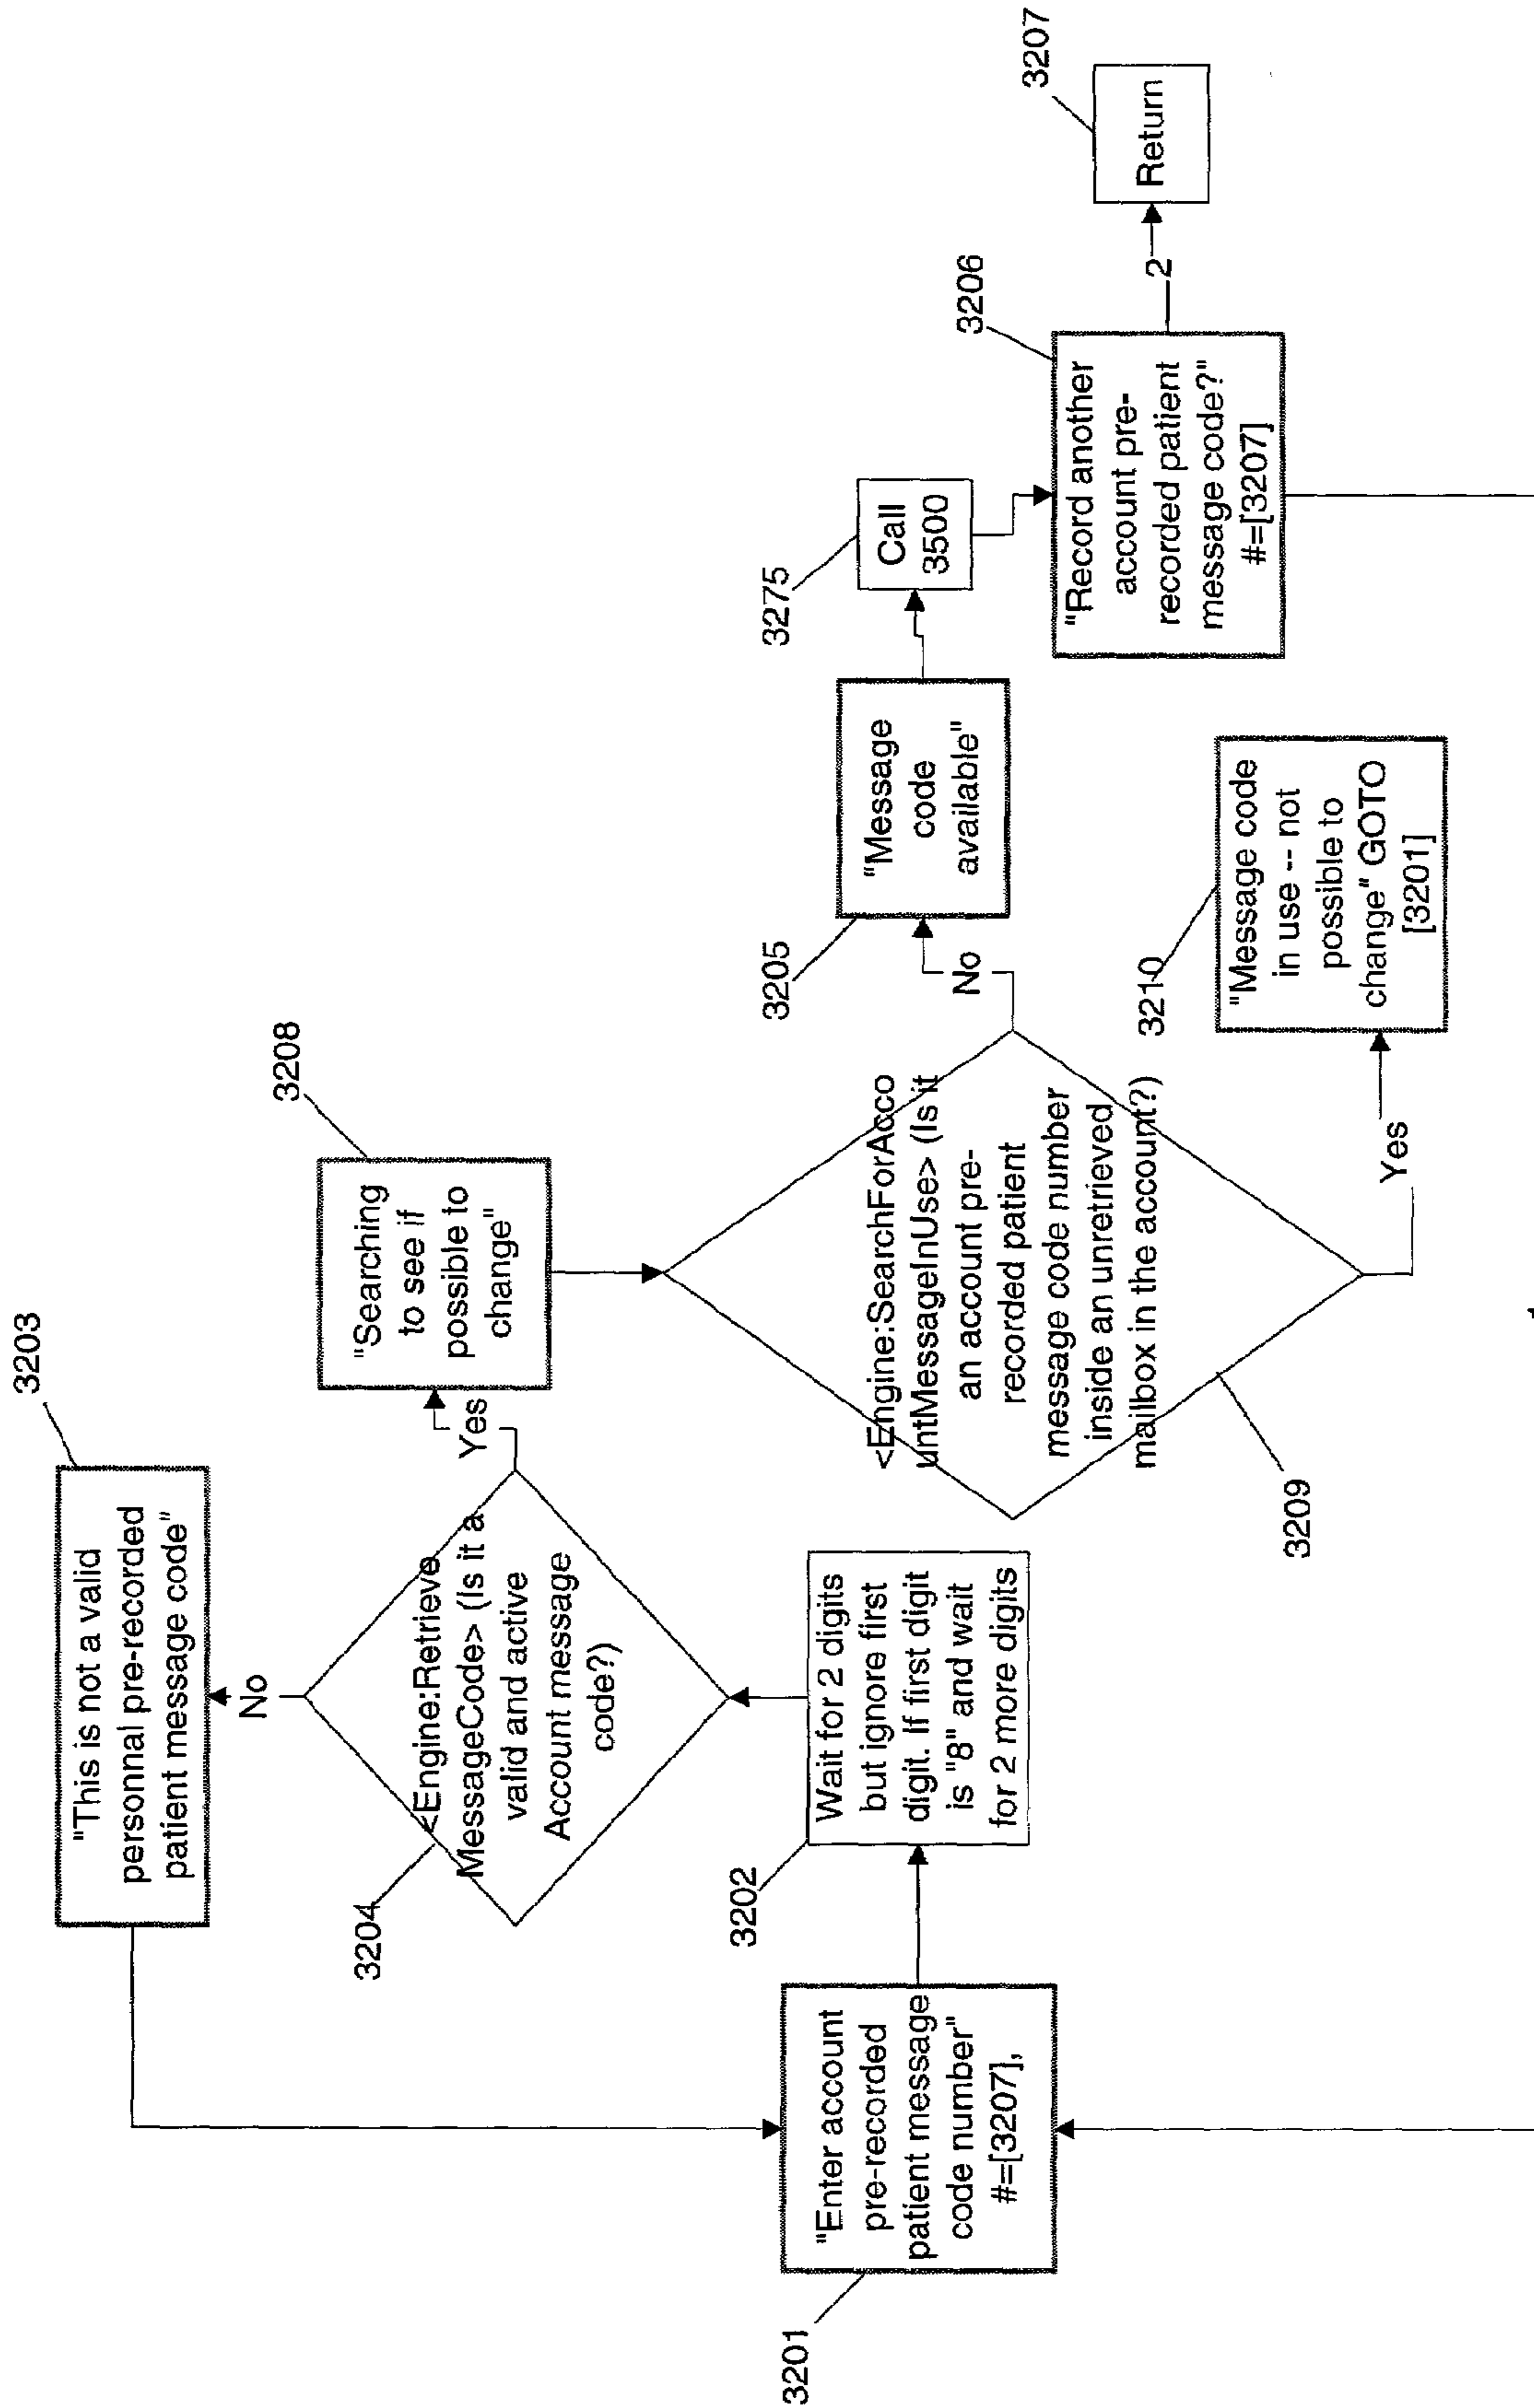 3203
"This is not a valid
personnal pre-recorded
patient message code"
No
3204
<Engine:Retrieve
MessageCode> (Is it a
valid and active
Account message
code?)
Yes
3208
"Searching
to see if
possible to
change"
3201
"Enter account
pre-recorded
patient message
code number"
#=[3207],
3202
Wait for 2 digits
but ignore first
digit. If first digit
is "8" and wait
for 2 more digits
3209
<Engine:SearchForAcco
untMessageInUse> (Is it
an account pre-
recorded patient
message code number
inside an unretrieved
mailbox in the account?)
No
3205
"Message
code
available"
3275
Call
3500
Yes
3210
"Message code
in use -- not
possible to
change" GOTO
[3201]
3206
"Record another
account pre-
recorded patient
message code?"
#=[3207]
2
3207
Return